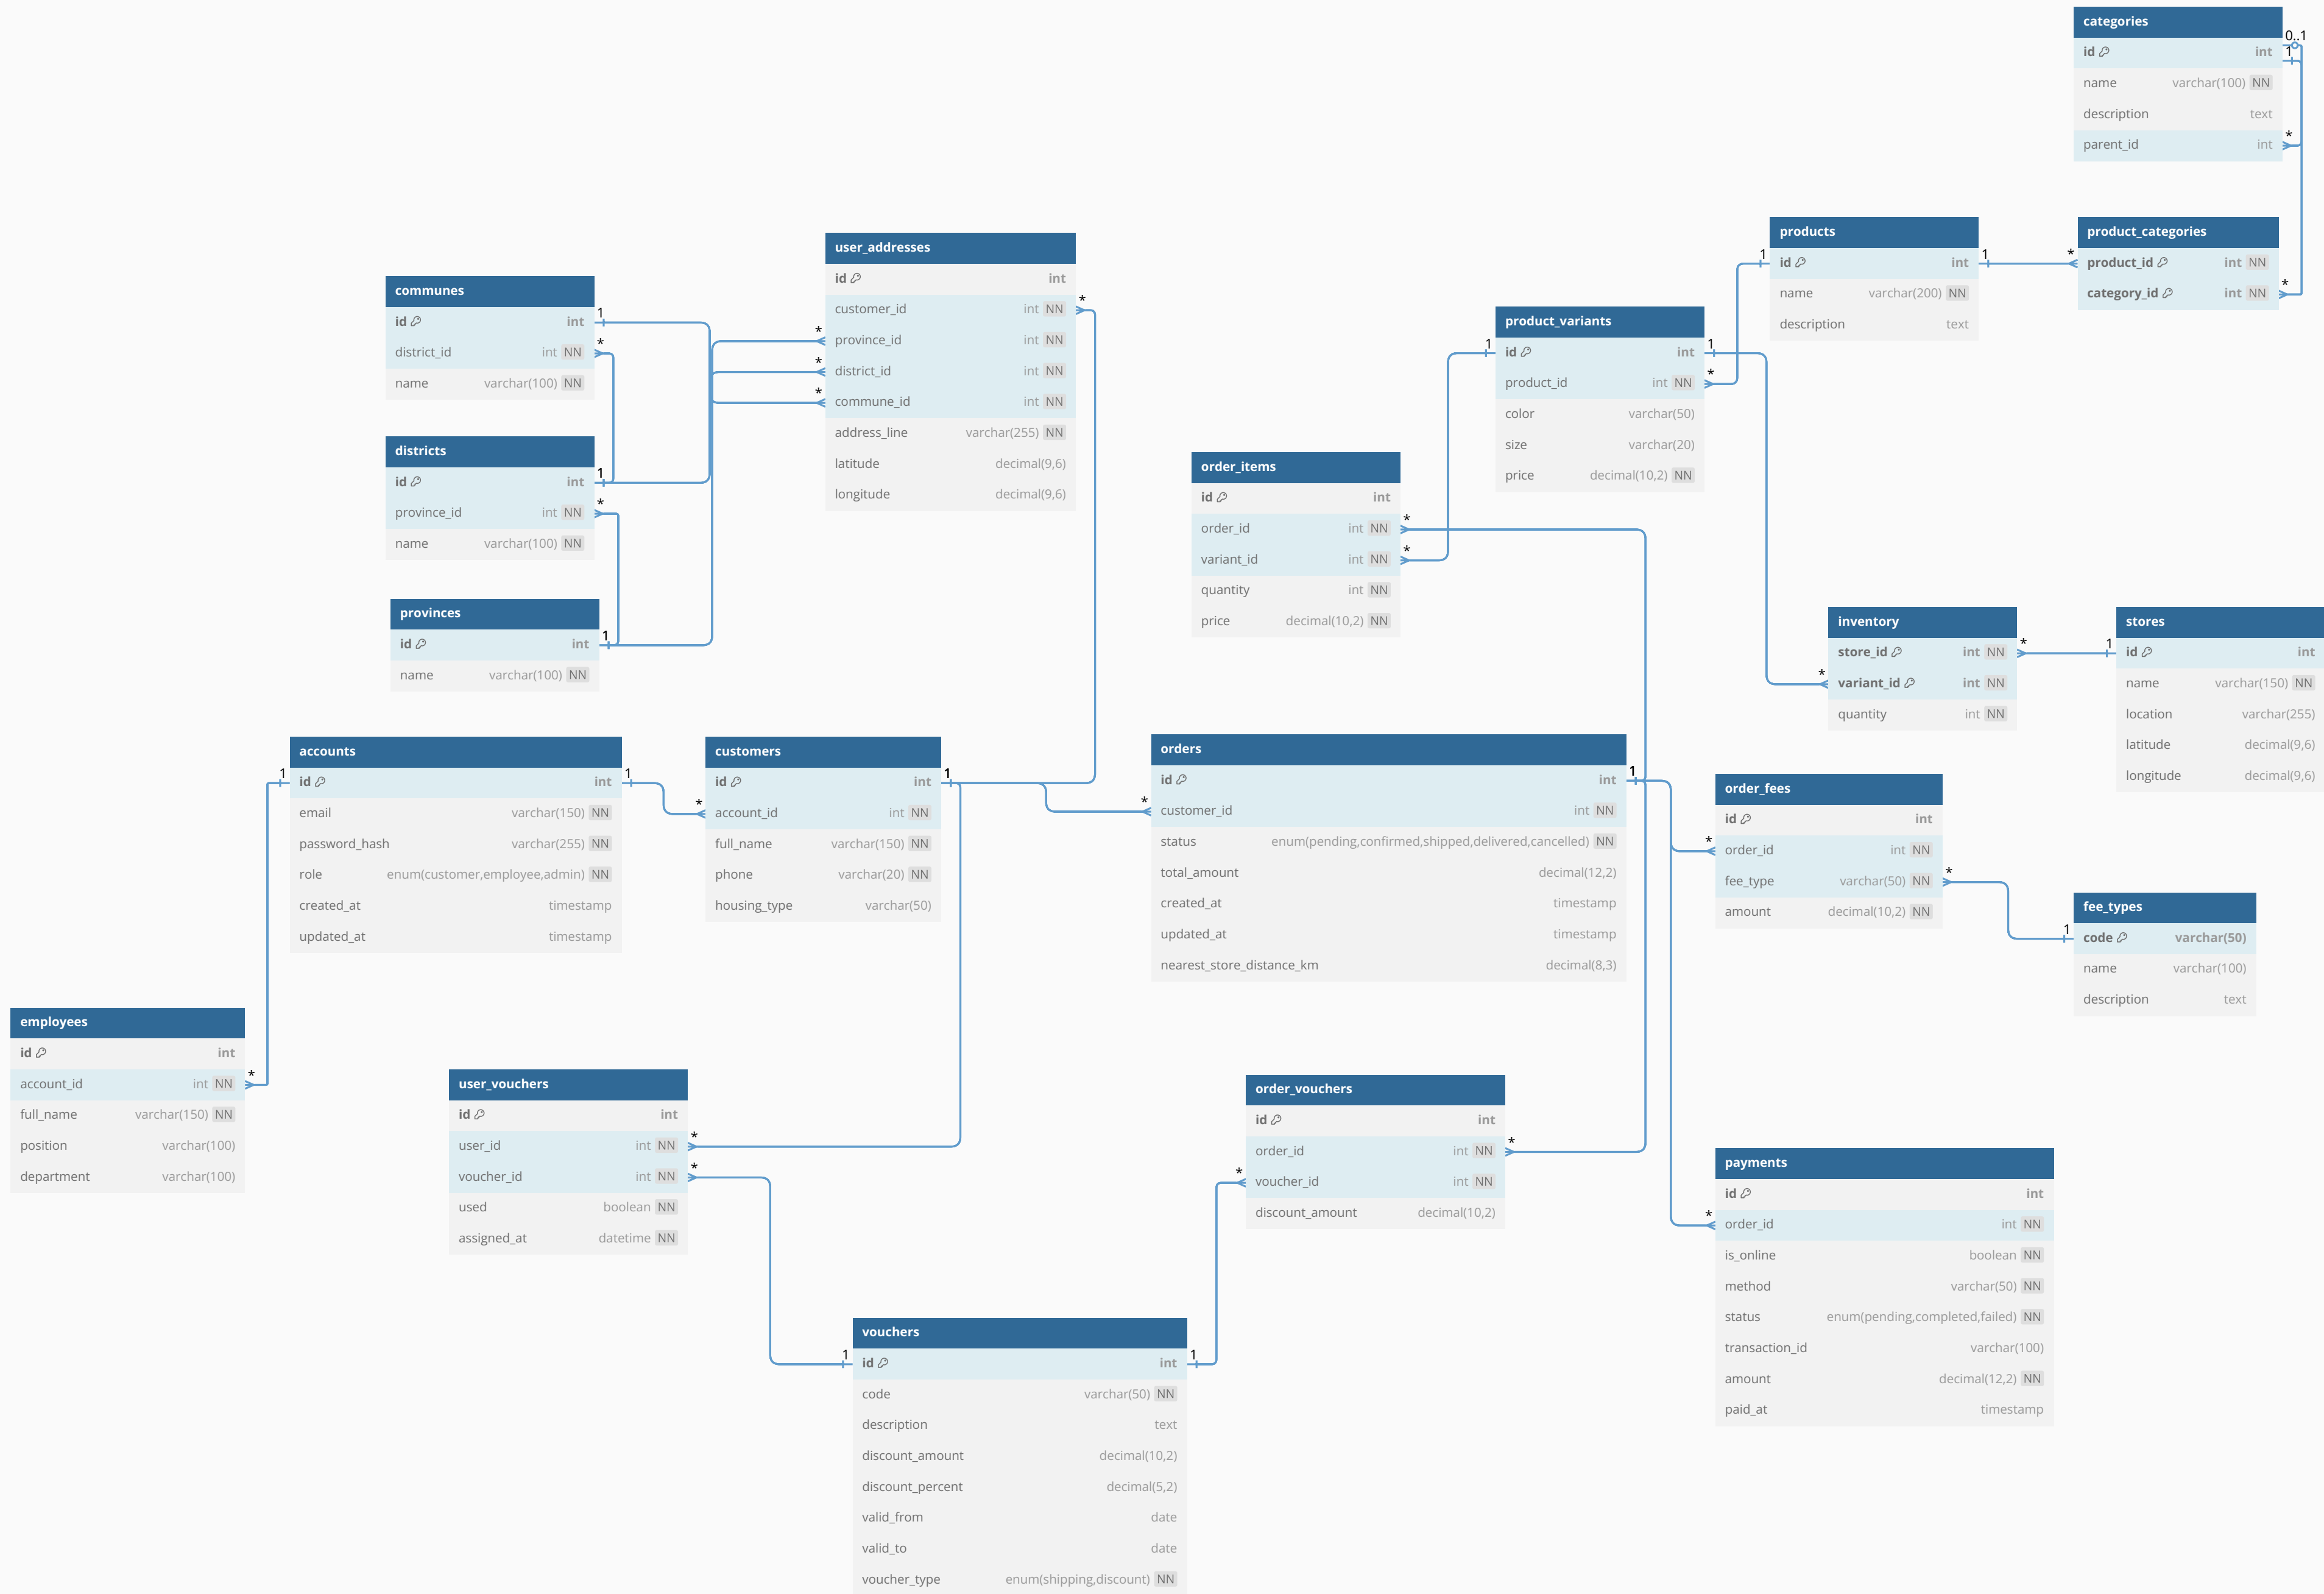 categories
id int
name varchar(100) NN
description text
parent_id int
0..1
1
*
products
id int
name varchar(200) NN
description text
1
1
product_categories
product_id int NN
category_id int NN
*
*
user_addresses
id int
customer_id int NN
province_id int NN
district_id int NN
commune_id int NN
address_line varchar(255) NN
latitude decimal(9,6)
longitude decimal(9,6)
*
*
*
*
communes
id int
district_id int NN
name varchar(100) NN
1
*
product_variants
id int
product_id int NN
color varchar(50)
size varchar(20)
price decimal(10,2) NN
1
1
*
districts
id int
province_id int NN
name varchar(100) NN
1
*
order_items
id int
order_id int NN
variant_id int NN
quantity int NN
price decimal(10,2) NN
*
*
provinces
id int
name varchar(100) NN
1
inventory
store_id int NN
variant_id int NN
quantity int NN
*
*
stores
id int
name varchar(150) NN
location varchar(255)
latitude decimal(9,6)
longitude decimal(9,6)
1
accounts
id int
email varchar(150) NN
password_hash varchar(255) NN
role enum(customer,employee,admin) NN
created_at timestamp
updated_at timestamp
1
1
customers
id int
account_id int NN
full_name varchar(150) NN
phone varchar(20) NN
housing_type varchar(50)
*
1
orders
id int
customer_id int NN
status enum(pending,confirmed,shipped,delivered,cancelled) NN
total_amount decimal(12,2)
created_at timestamp
updated_at timestamp
nearest_store_distance_km decimal(8,3)
*
1
order_fees
id int
order_id int NN
fee_type varchar(50) NN
amount decimal(10,2) NN
*
*
fee_types
code varchar(50)
name varchar(100)
description text
1
employees
id int
account_id int NN
full_name varchar(150) NN
position varchar(100)
department varchar(100)
*
user_vouchers
id int
user_id int NN
voucher_id int NN
used boolean NN
assigned_at datetime NN
*
*
order_vouchers
id int
order_id int NN
voucher_id int NN
discount_amount decimal(10,2)
*
*
payments
id int
order_id int NN
is_online boolean NN
method varchar(50) NN
status enum(pending,completed,failed) NN
transaction_id varchar(100)
amount decimal(12,2) NN
paid_at timestamp
*
vouchers
id int
code varchar(50) NN
description text
discount_amount decimal(10,2)
discount_percent decimal(5,2)
valid_from date
valid_to date
voucher_type enum(shipping,discount) NN
1
1